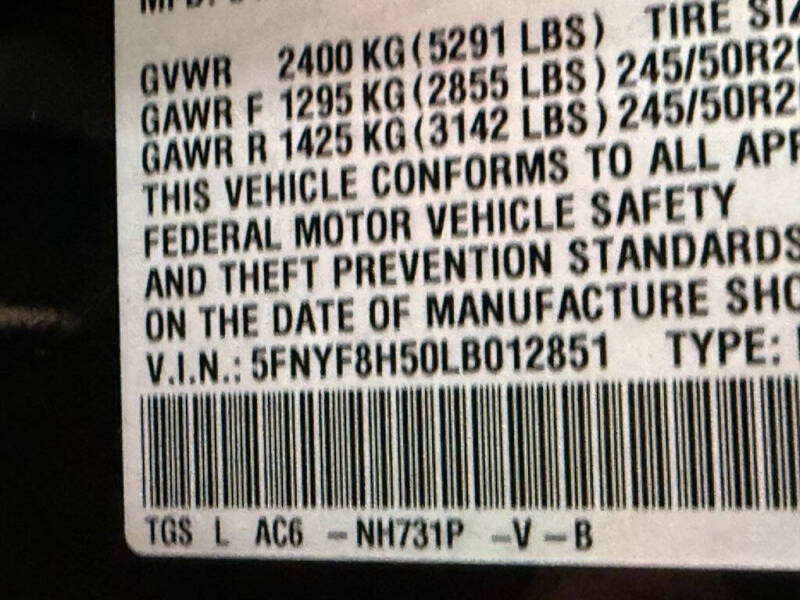 GVWR 2400 KG (5291 LBS) TIRE
GAWR F 1295 KG (2855 LBS) 245/50R2
GAWR R 1425 KG (3142 LBS) 245/50R2
THIS VEHICLE CONFORMS TO ALL
FEDERAL MOTOR VEHICLE SAFETY
AND THEFT PREVENTION STANDARDS
ON THE DATE OF MANUFACTURE
V.I.N.: 5FNYF8H50LB012851 TYPE:
TGS L AC6 - NH731P - V - B